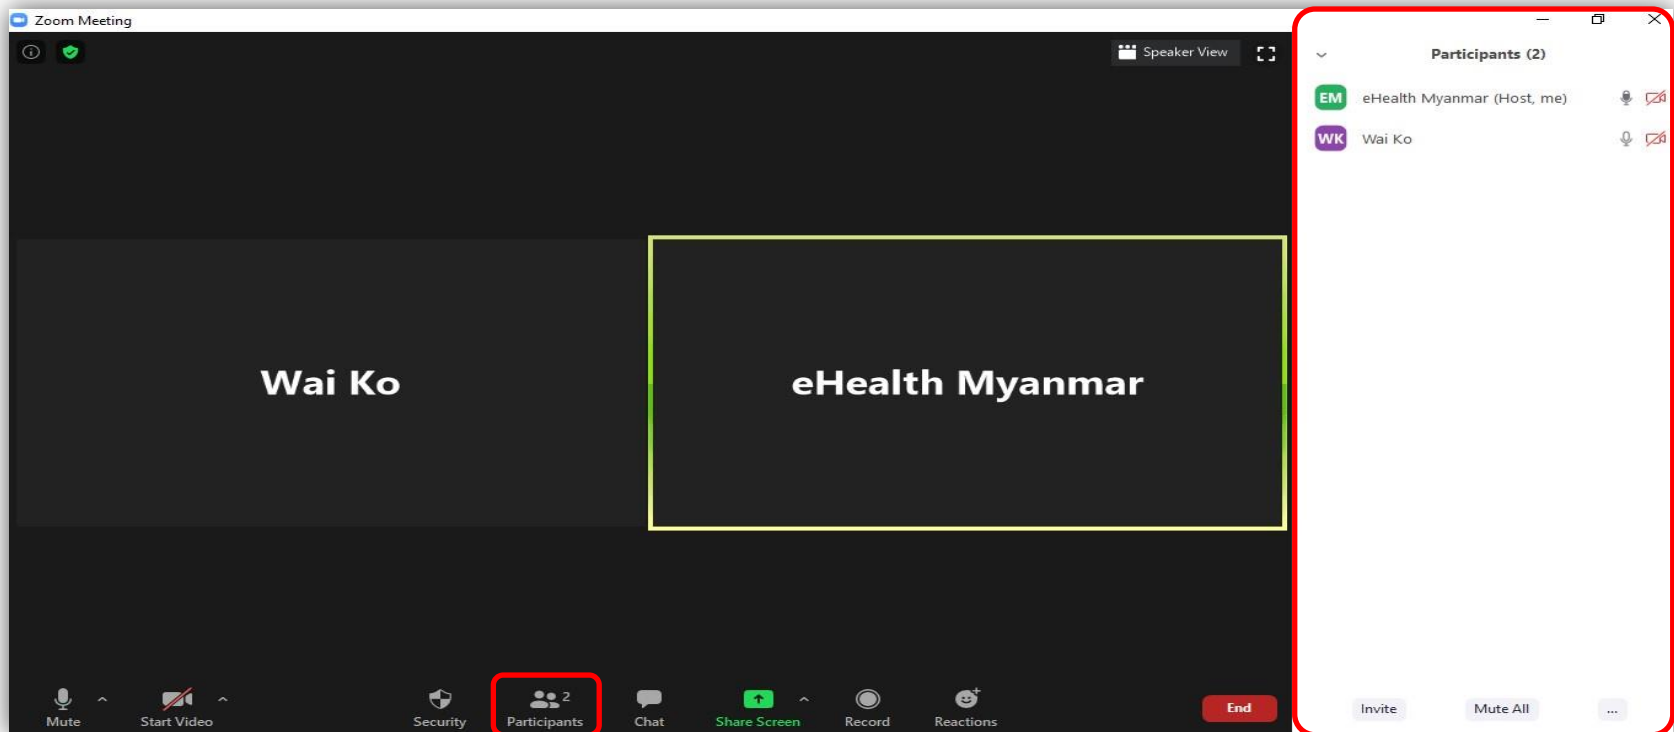 Zoom Meeting
Speaker View
Participants (2)
EM eHealth Myanmar (Host, me)
WK Wai Ko
Wai Ko
eHealth Myanmar
Mute
Start Video
Security
2
Participants
Chat
Share Screen
Record
Reactions
End
Invite
Mute All
...